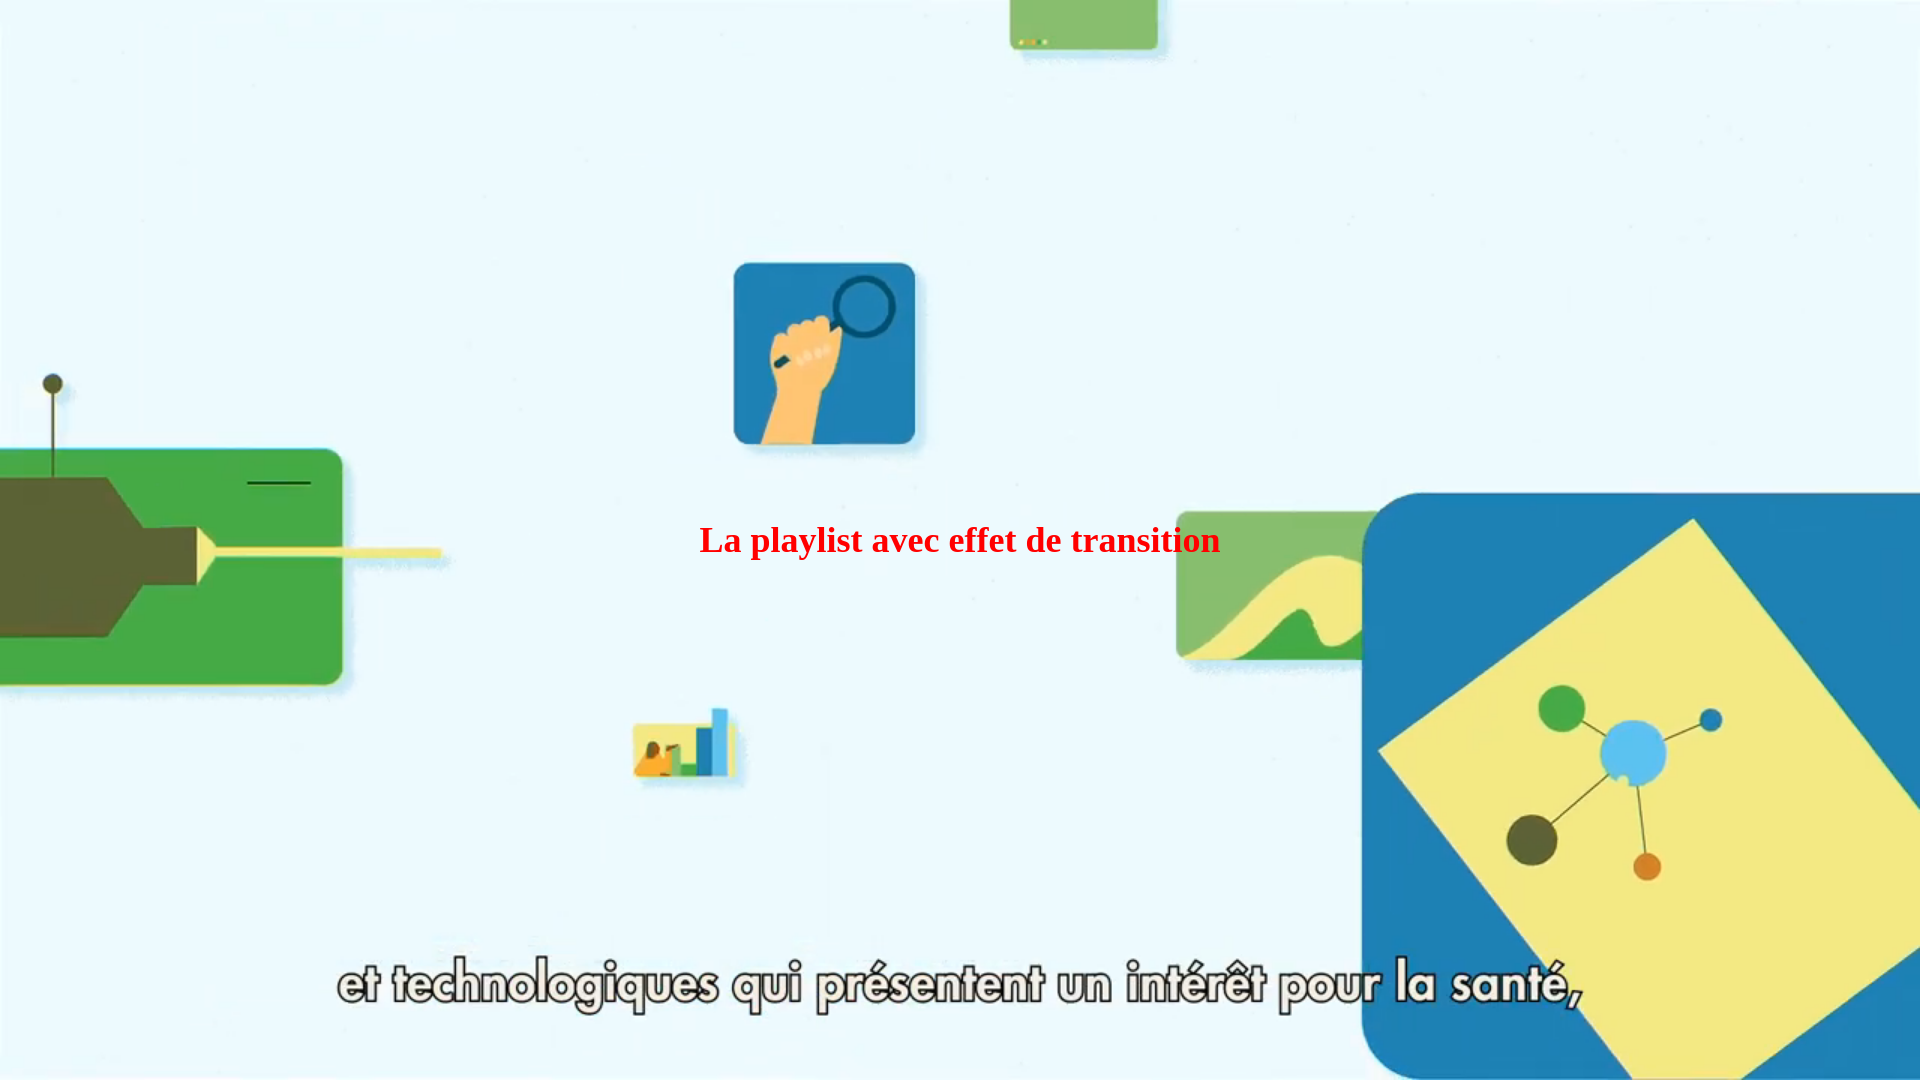 La playlist avec effet de transition
et technologiques qui présentent un intérêt pour la santé,